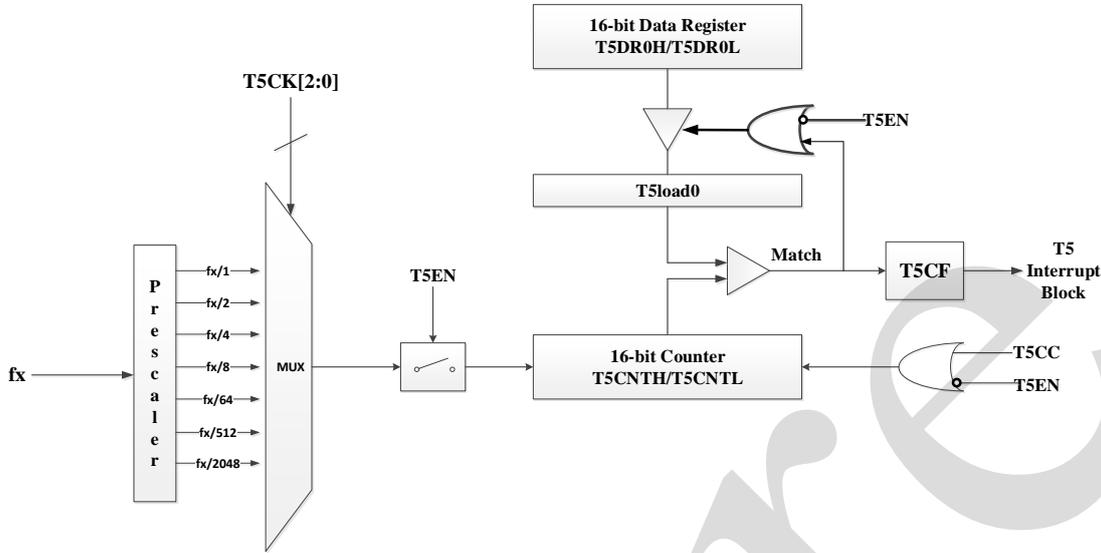 16-bit Data Register
T5DR0H/T5DR0L
T5CK[2:0]
T5EN
T5load0
Match
T5CF
T5
Interrupt
Block
fx/1
fx/2
fx/4
fx/8
fx/64
fx/512
fx/2048
Prescaler
fx
MUX
T5EN
16-bit Counter
T5CNTH/T5CNTL
T5CC
T5EN
re